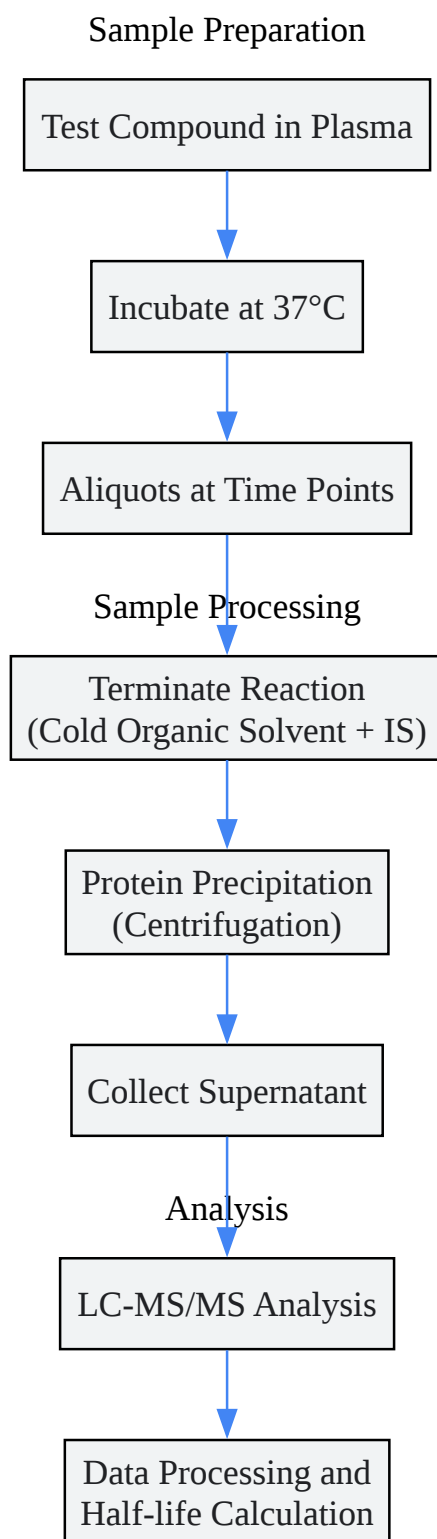 Sample Preparation
Test Compound in Plasma
Incubate at 37°C
Aliquots at Time Points
Sample Processing
Terminate Reaction
(Cold Organic Solvent + IS)
Protein Precipitation
(Centrifugation)
Collect Supernatant
Analysis
LC-MS/MS Analysis
Data Processing and
Half-life Calculation